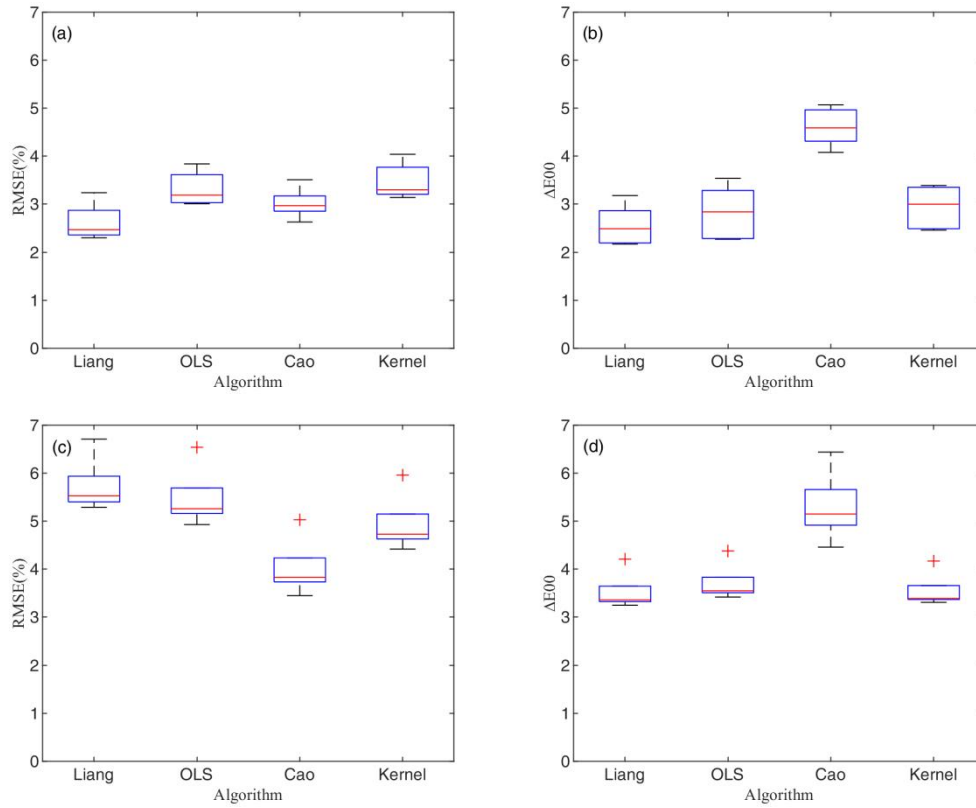 (a)
7
6
5
4
3
2
1
0
RMSE(%)
Liang OLS Cao Kernel
Algorithm
(b)
7
6
5
4
3
2
1
0
ΔE00
Liang OLS Cao Kernel
Algorithm
(c)
7
6
5
4
3
2
1
0
RMSE(%)
Liang OLS Cao Kernel
Algorithm
(d)
7
6
5
4
3
2
1
0
ΔE00
Liang OLS Cao Kernel
Algorithm